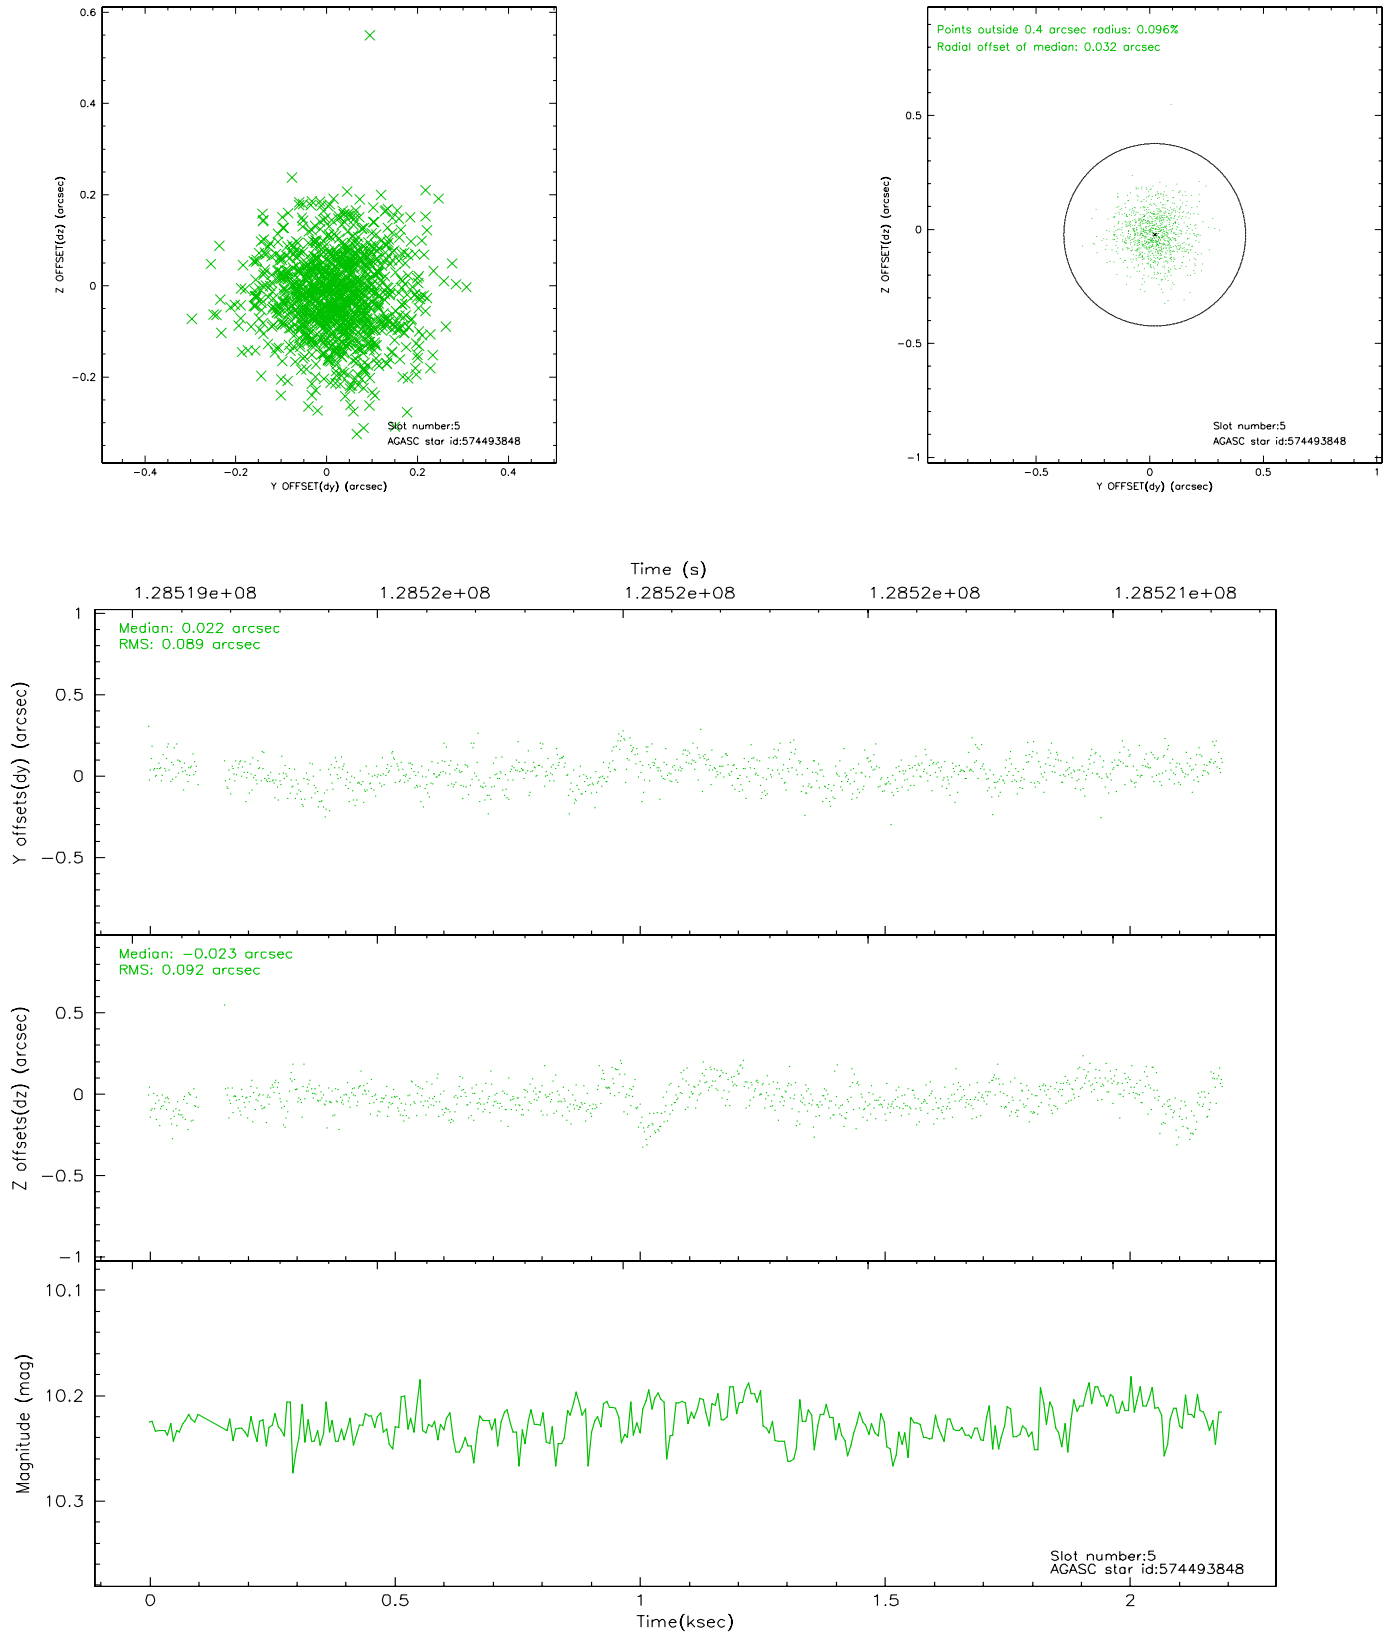 0.6
0.4
0.2
0
−0.2
Z OFFSET(dz) (arcsec)
Slot number:5
AGASC star id:574493848
−0.4
−0.2
0
0.2
0.4
Y OFFSET(dy) (arcsec)
Points outside 0.4 arcsec radius: 0.096%
Radial offset of median: 0.032 arcsec
0.5
0
−0.5
−1
Z OFFSET(dz) (arcsec)
Slot number:5
AGASC star id:574493848
−0.5
0
0.5
1
Y OFFSET(dy) (arcsec)
Time (s)
1.28519e+08
1.2852e+08
1.2852e+08
1.2852e+08
1.28521e+08
1
0.5
0
−0.5
Y offsets(dy) (arcsec)
Median: 0.022 arcsec
RMS: 0.089 arcsec
0.5
0
−0.5
−1
Z offsets(dz) (arcsec)
Median: −0.023 arcsec
RMS: 0.092 arcsec
10.1
10.2
10.3
Magnitude (mag)
Slot number:5
AGASC star id:574493848
0
0.5
1
1.5
2
Time(ksec)